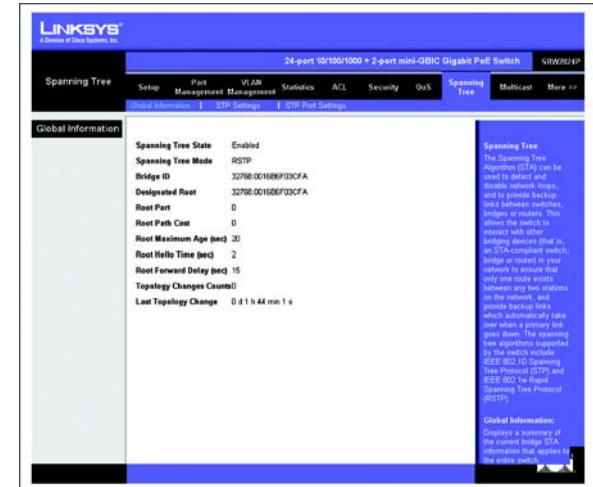 LINKSYS®
A Division of Cisco Systems, Inc.
24-port 10/100/1000 + 2-port mini-GBIC Gigabit PoE Switch
SRW2024P
Spanning Tree
Setup
Port Management
VLAN Management
Statistics
ACL
Security
QoS
Spanning Tree
Multicast
More >>
Global Information | STP Settings | STP Port Settings
Global Information
Spanning Tree State Enabled
Spanning Tree Mode RSTP
Bridge ID 32768.0016B6F03CFA
Designated Root 32768.0016B6F03CFA
Root Port 0
Root Path Cost 0
Root Maximum Age (sec) 20
Root Hello Time (sec) 2
Root Forward Delay (sec) 15
Topology Changes Counts 0
Last Topology Change 0 d 1 h 44 min 1 s
Spanning Tree
The Spanning Tree
Algorithm (STA) can be
used to detect and
disable network loops,
and to provide backup
links between switches,
bridges or routers. This
allows the switch to
interact with other
bridging devices (that is,
an STA-compliant switch,
bridge or router) in your
network to ensure that
only one route exists
between any two stations
on the network, and
provide backup links
which automatically take
over when a primary link
goes down. The spanning
tree algorithms supported
by the switch include
IEEE 802.1D Spanning
Tree Protocol (STP) and
IEEE 802.1w Rapid
Spanning Tree Protocol
(RSTP).
Global Information:
Displays a summary of
the current bridge STA
information that applies to
the entire switch